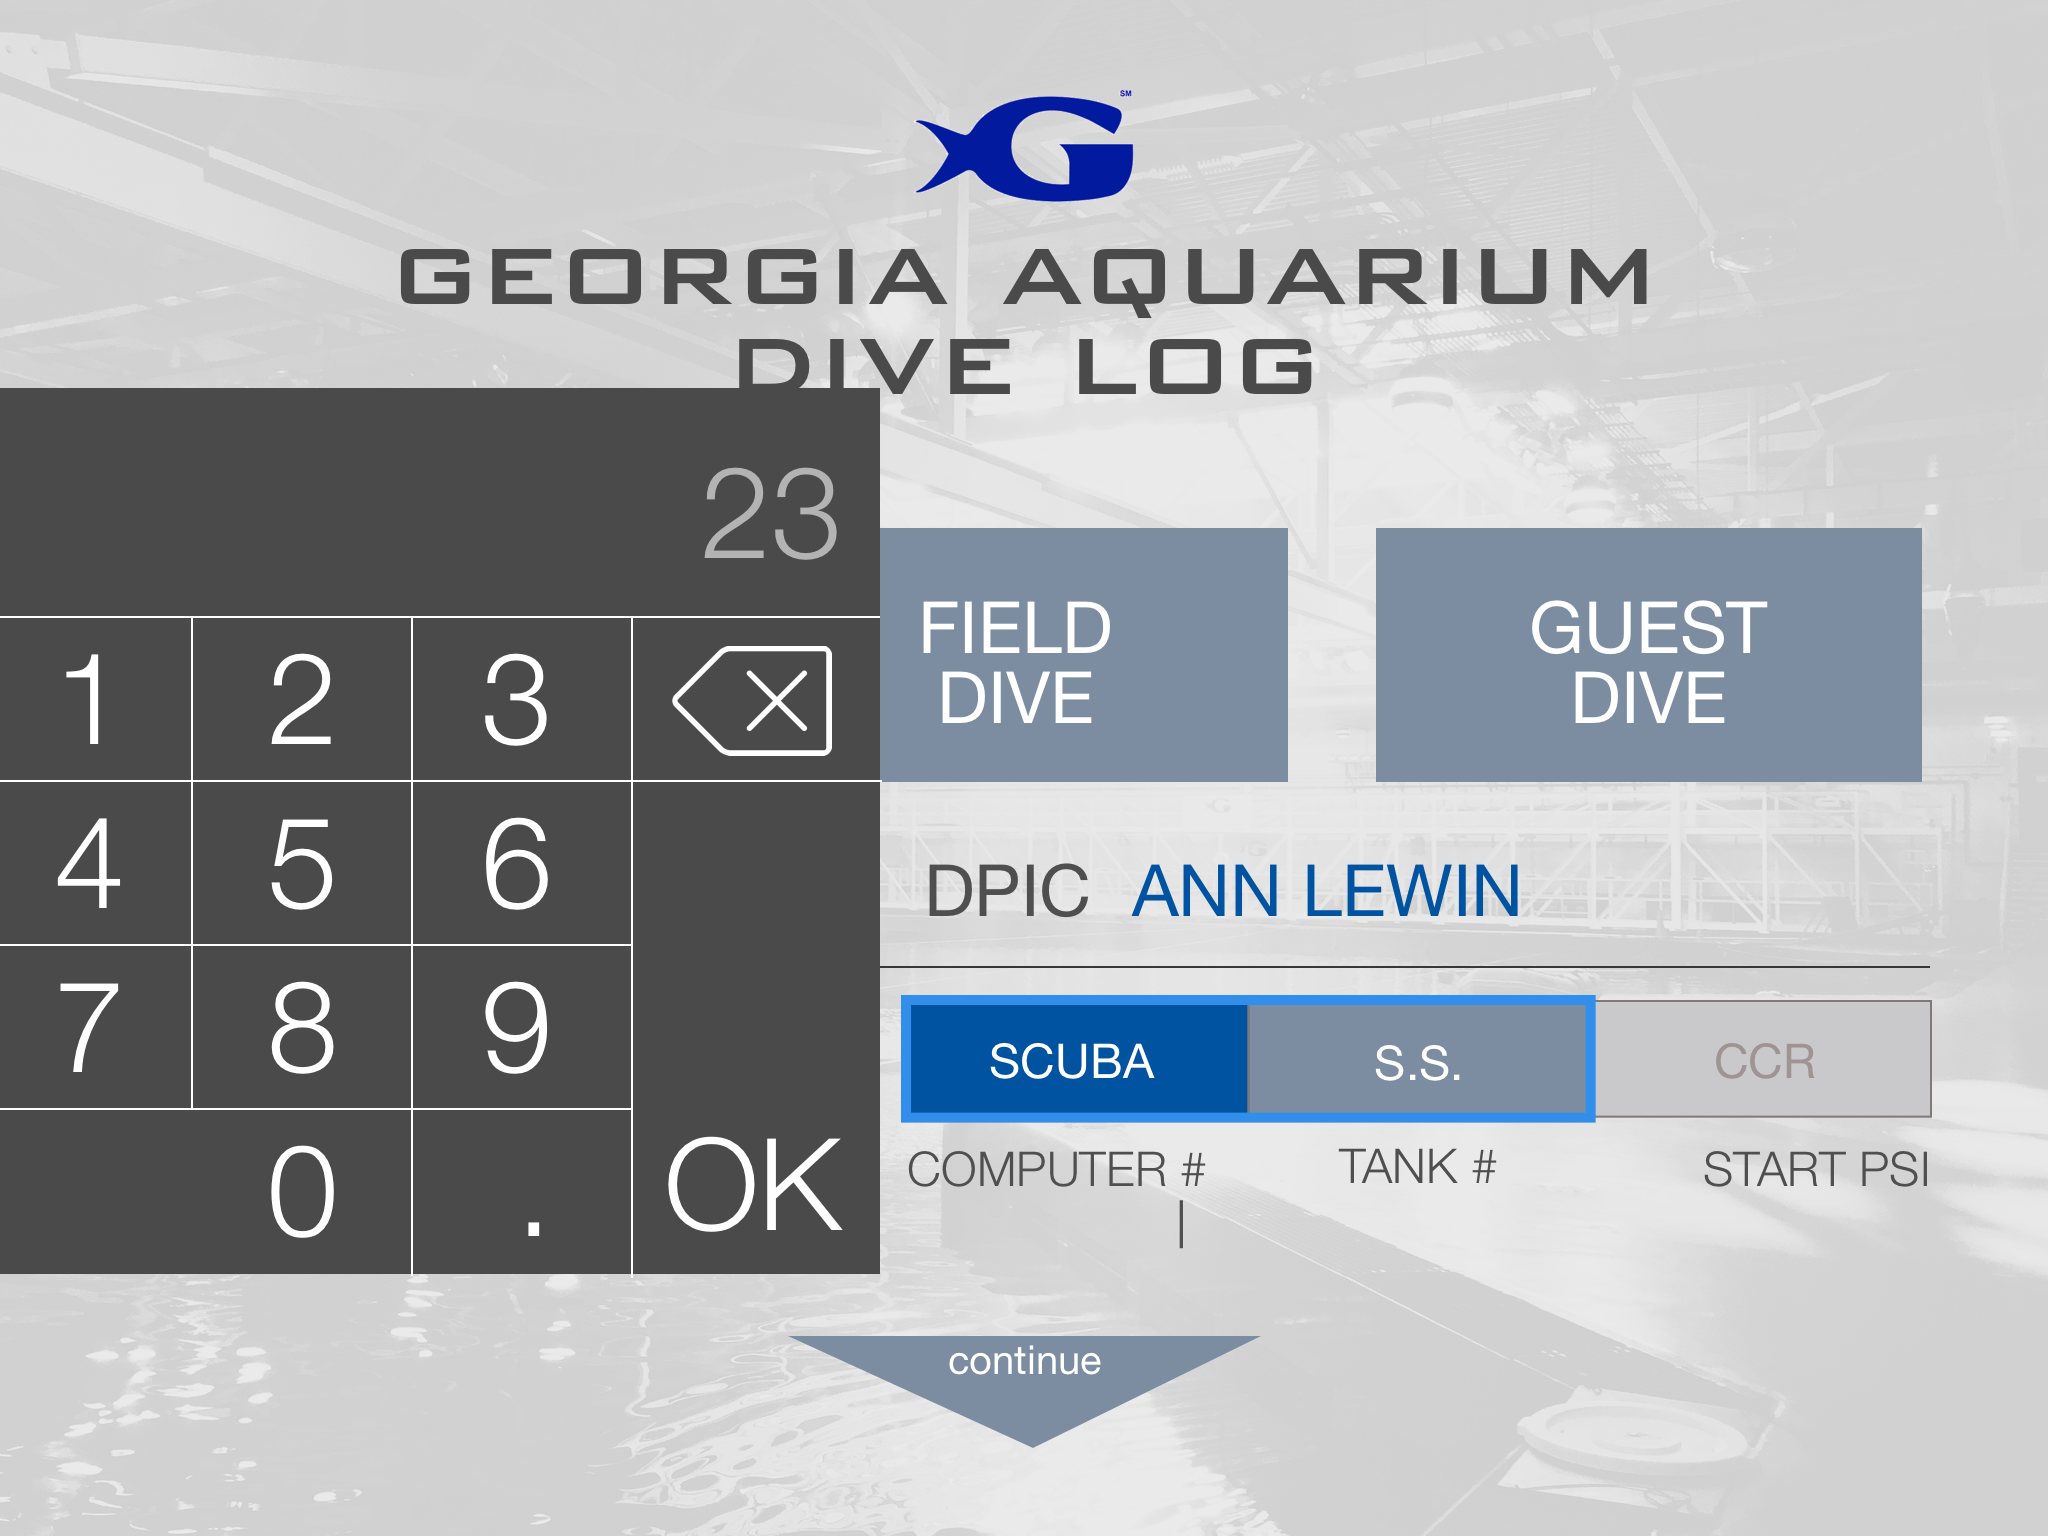 G SM
GEORGIA AQUARIUM
DIVE LOG
23
1 2 3
4 5 6
7 8 9
0 . OK
FIELD
DIVE
GUEST
DIVE
DPIC ANN LEWIN
SCUBA S.S. CCR
COMPUTER # TANK # START PSI
continue